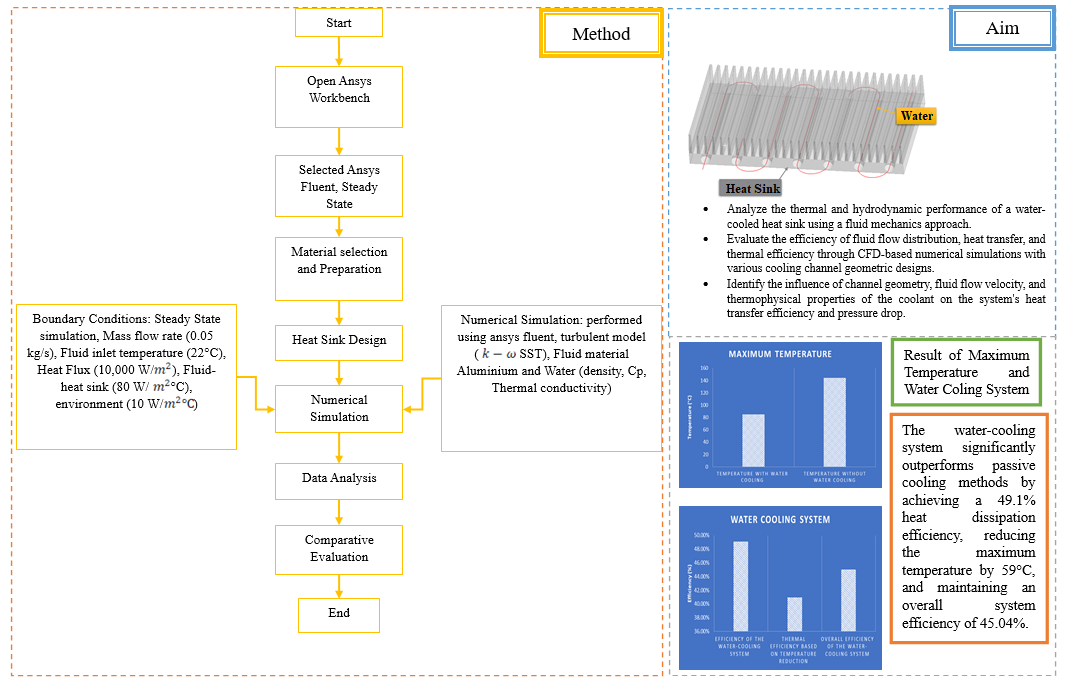 Method
Start
Open Ansys
Workbench
Selected Ansys
Fluent, Steady
State
Material selection
and Preparation
Heat Sink Design
Boundary Conditions: Steady State
simulation, Mass flow rate (0.05
kg/s), Fluid inlet temperature (22°C),
Heat Flux (10,000 W/m²), Fluid-
heat sink (80 W/ m²°C),
environment (10 W/m²°C)
Numerical
Simulation
Numerical Simulation: performed
using ansys fluent, turbulent model
( k − ω SST), Fluid material
Aluminium and Water (density, Cp,
Thermal conductivity)
Data Analysis
Comparative
Evaluation
End
Aim
Water
Heat Sink
• Analyze the thermal and hydrodynamic performance of a water-
cooled heat sink using a fluid mechanics approach.
• Evaluate the efficiency of fluid flow distribution, heat transfer, and
thermal efficiency through CFD-based numerical simulations with
various cooling channel geometric designs.
• Identify the influence of channel geometry, fluid flow velocity, and
thermophysical properties of the coolant on the system's heat
transfer efficiency and pressure drop.
MAXIMUM TEMPERATURE
Temperature (°C)
160
140
120
100
80
60
40
20
0
TEMPERATURE WITH WATER
COOLING
TEMPERATURE WITHOUT
WATER COOLING
Result of Maximum
Temperature and
Water Coling System
WATER COOLING SYSTEM
Efficiency (%)
50.00%
48.00%
46.00%
44.00%
42.00%
40.00%
38.00%
36.00%
EFFICIENCY OF THE
WATER-COOLING
SYSTEM
THERMAL
EFFICIENCY BASED
ON TEMPERATURE
REDUCTION
OVERALL EFFICIENCY
OF THE WATER-
COOLING SYSTEM
The water-cooling
system significantly
outperforms passive
cooling methods by
achieving a 49.1%
heat dissipation
efficiency, reducing
the maximum
temperature by 59°C,
and maintaining an
overall system
efficiency of 45.04%.